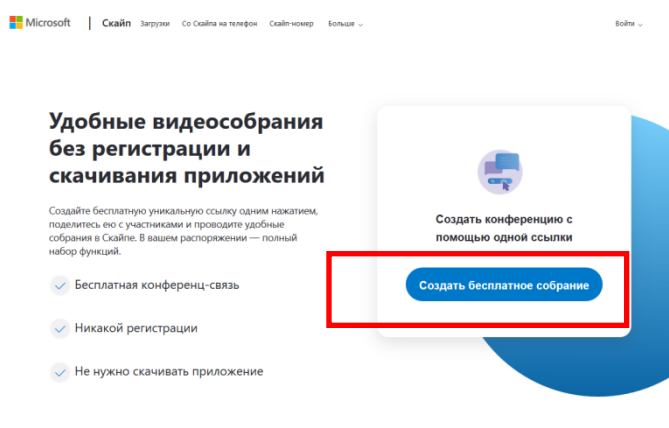 Microsoft | Скайп Загрузки Со Скайпа на телефон Скайп-номер Больше Войти
Удобные видеособрания
без регистрации и
скачивания приложений
Создайте бесплатную уникальную ссылку одним нажатием,
поделитесь ею с участниками и проводите удобные
собрания в Скайпе. В вашем распоряжении — полный
набор функций.
Бесплатная конференц-связь
Никакой регистрации
Не нужно скачивать приложение
Создать конференцию с
помощью одной ссылки
Создать бесплатное собрание